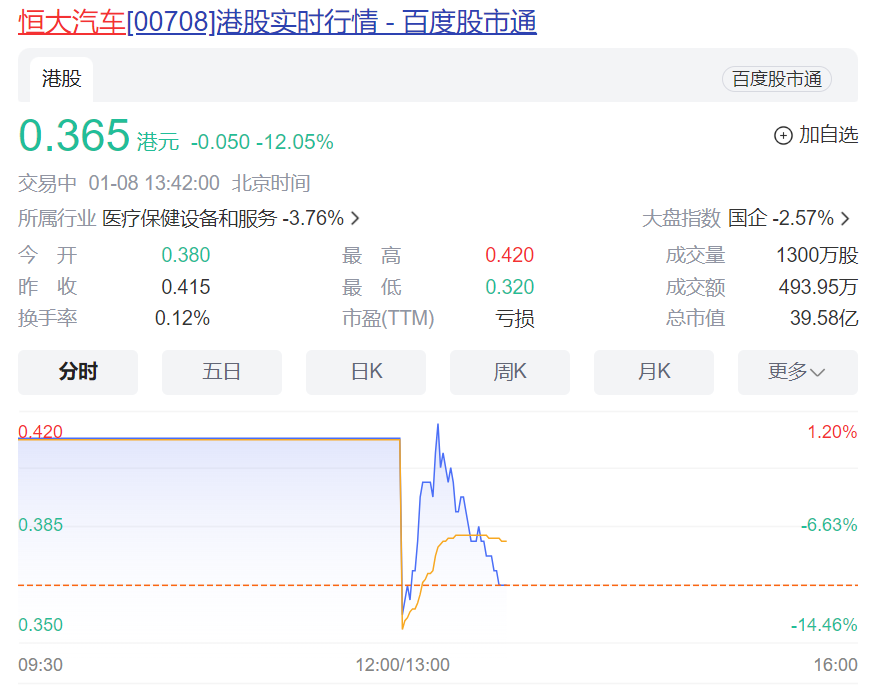 恒大汽车[00708]港股实时行情 - 百度股市通
港股 百度股市通
0.365 港元 -0.050 -12.05% 加自选
交易中 01-08 13:42:00 北京时间
所属行业 医疗保健设备和服务 -3.76% 大盘指数 国企 -2.57%
今 开 0.380 最 高 0.420 成交量 1300万股
昨 收 0.415 最 低 0.320 成交额 493.95万
换手率 0.12% 市盈(TTM) 亏损 总市值 39.58亿
分时 五日 日K 周K 月K 更多
0.420 1.20%
0.385 -6.63%
0.350 -14.46%
09:30 12:00/13:00 16:00